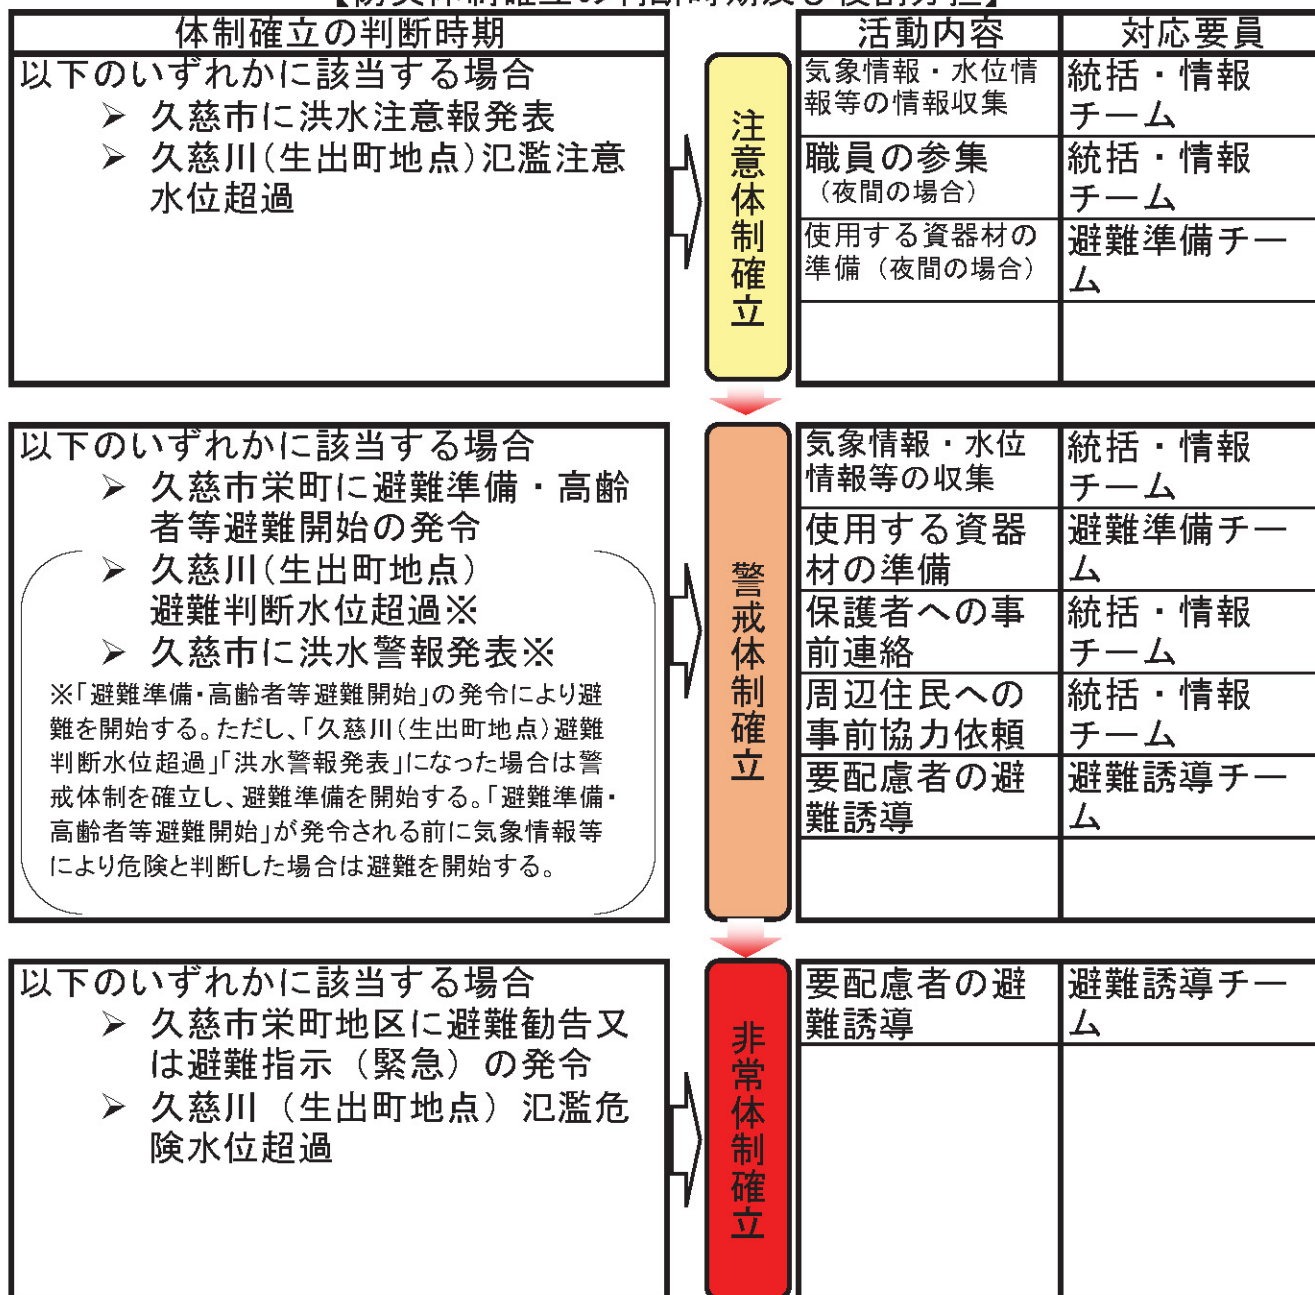 体制確立の判断時期
活動内容
対応要員
以下のいずれかに該当する場合
➢ 久慈市に洪水注意報発表
➢ 久慈川(生出町地点)氾濫注意
水位超過
注意体制確立
気象情報・水位情
報等の情報収集
統括・情報
チーム
職員の参集
(夜間の場合)
統括・情報
チーム
使用する資器材の
準備(夜間の場合)
避難準備チー
ム
以下のいずれかに該当する場合
➢ 久慈市栄町に避難準備・高齢
者等避難開始の発令
➢ 久慈川(生出町地点)
避難判断水位超過※
➢ 久慈市に洪水警報発表※
※「避難準備・高齢者等避難開始」の発令により避
難を開始する。ただし、「久慈川(生出町地点)避難
判断水位超過」「洪水警報発表」になった場合は警
戒体制を確立し、避難準備を開始する。「避難準備・
高齢者等避難開始」が発令される前に気象情報等
により危険と判断した場合は避難を開始する。
警戒体制確立
気象情報・水位
情報等の収集
統括・情報
チーム
使用する資器
材の準備
避難準備チー
ム
保護者への事
前連絡
統括・情報
チーム
周辺住民への
事前協力依頼
統括・情報
チーム
要配慮者の避
難誘導
避難誘導チー
ム
以下のいずれかに該当する場合
➢ 久慈市栄町地区に避難勧告又
は避難指示(緊急)の発令
➢ 久慈川(生出町地点)氾濫危
険水位超過
非常体制確立
要配慮者の避
難誘導
避難誘導チー
ム